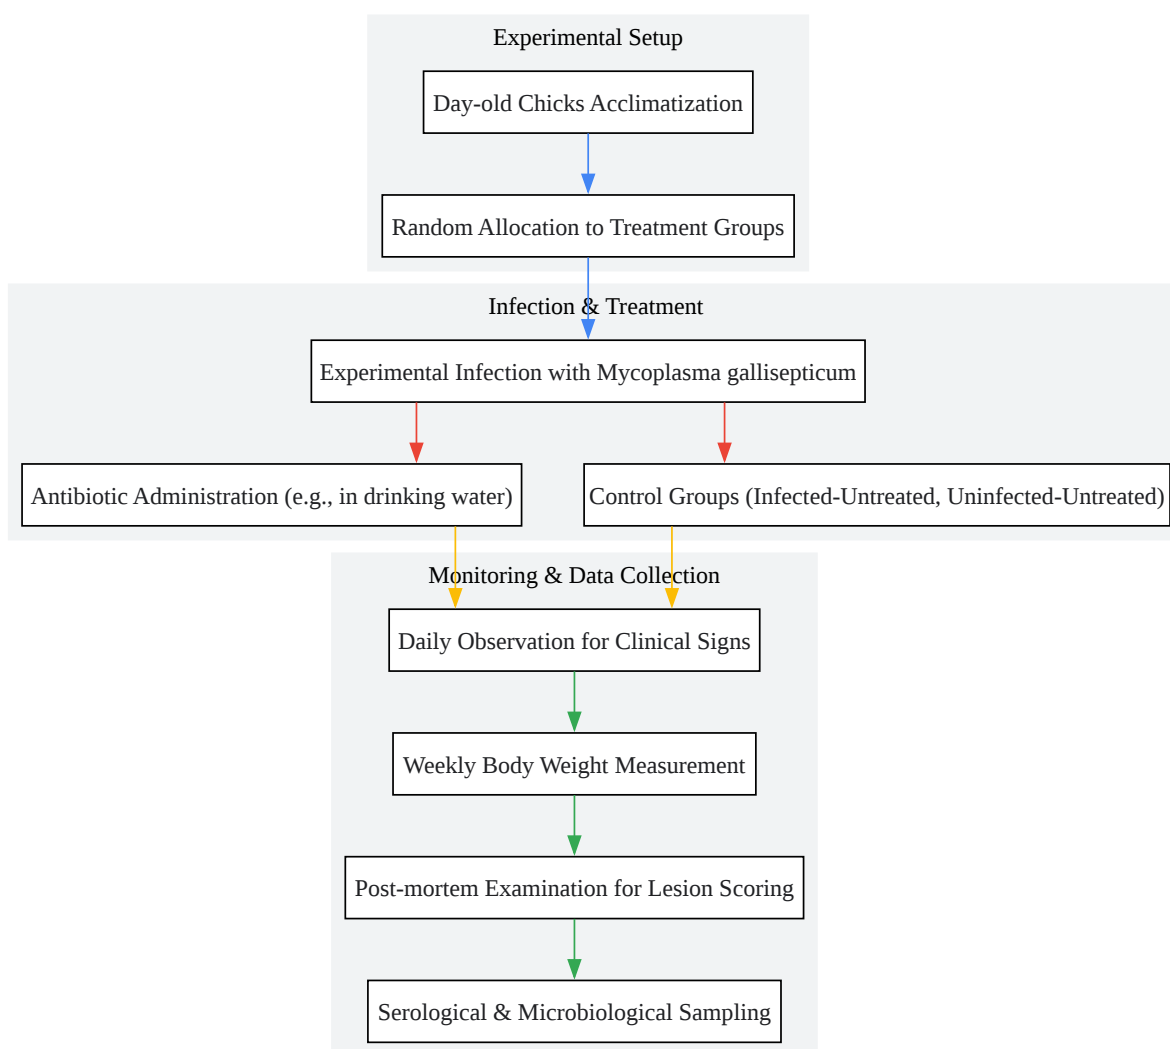 Experimental Setup
Day-old Chicks Acclimatization
Random Allocation to Treatment Groups
Infection & Treatment
Experimental Infection with Mycoplasma gallisepticum
Antibiotic Administration (e.g., in drinking water)
Control Groups (Infected-Untreated, Uninfected-Untreated)
Monitoring & Data Collection
Daily Observation for Clinical Signs
Weekly Body Weight Measurement
Post-mortem Examination for Lesion Scoring
Serological & Microbiological Sampling